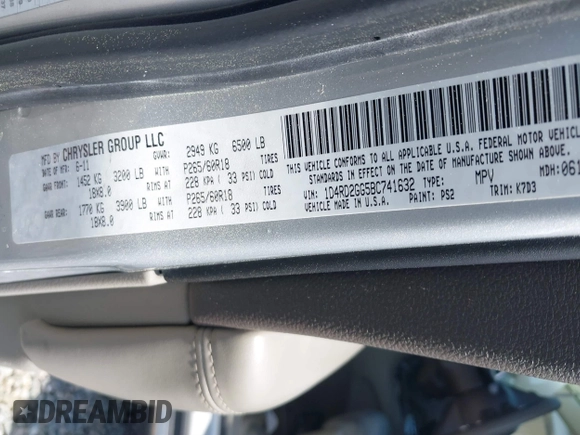 MFD BY CHRYSLER GROUP LLC
6-11 GVWR: 2949 KG 6500 LB
GAWR FRONT: 1452 KG 3200 LB WITH P265/60R18 TIRES
18X8.0 RIMS AT 228 KPA ( 33 PSI) COLD
GAWR REAR: 1770 KG 3900 LB WITH P265/60R18 TIRES
18X8.0 RIMS AT 228 KPA ( 33 PSI) COLD
THIS VEHICLE CONFORMS TO ALL APPLICABLE U.S.A. FEDERAL MOTOR VEHICLE
STANDARDS IN EFFECT ON THE DATE OF MANUFACTURE SHOWN ABOVE.
VIN: 1D4RD2GG5BC741632 TYPE: MPV MDH: 061
VEHICLE MADE IN U.S.A. PAINT: PS2 TRIM: K7D3
DREAMBID